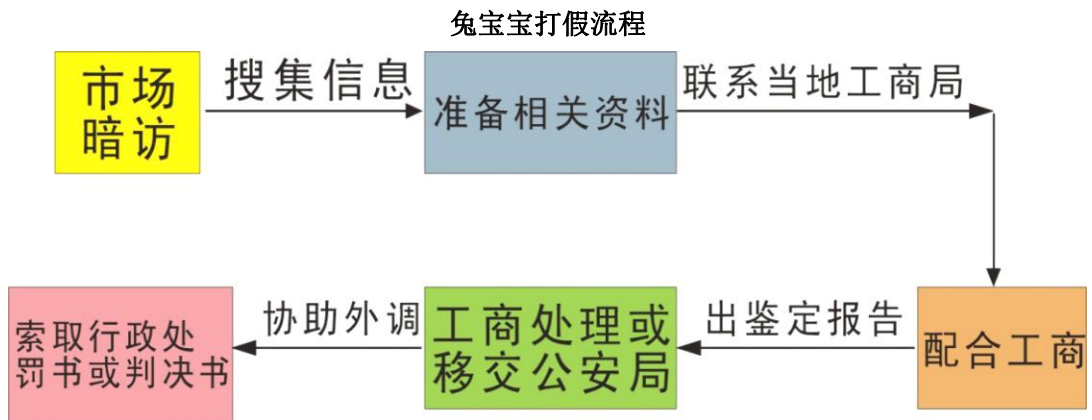 兔宝宝打假流程
市场
暗访
搜集信息
准备相关资料
联系当地工商局
配合工商
出鉴定报告
工商处理或
移交公安局
协助外调
索取行政处
罚书或判决书